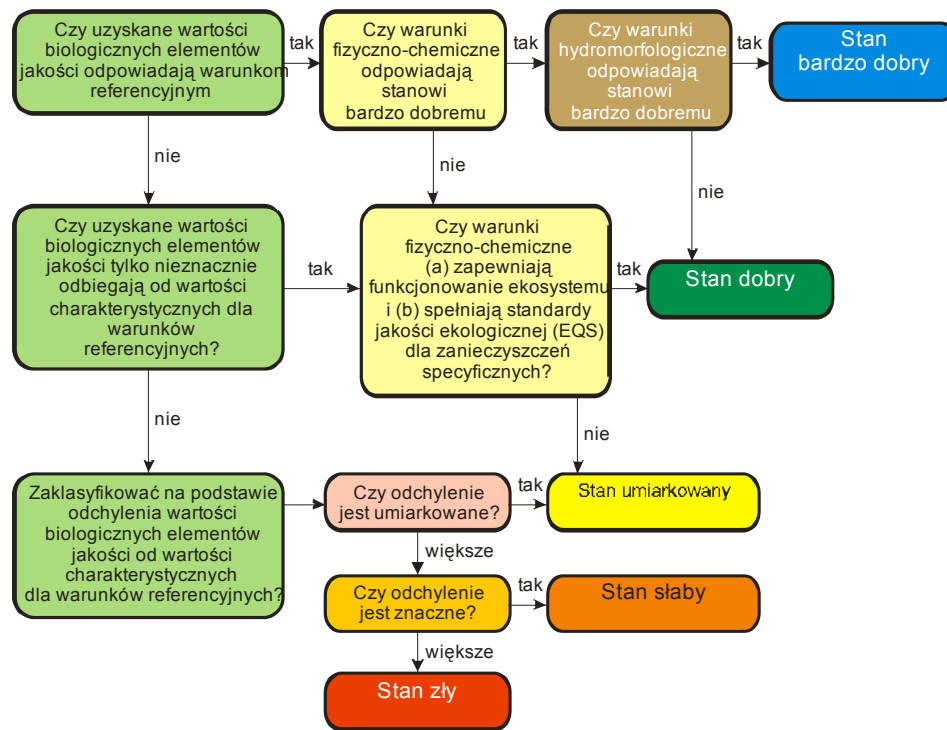 Czy uzyskane wartości
biologicznych elementów
jakości odpowiadają warunkom
referencyjnym
tak
Czy warunki
fizyczno-chemiczne
odpowiadają
stanowi
bardzo dobremu
tak
Czy warunki
hydromorfologiczne
odpowiadają
stanowi
bardzo dobremu
tak
Stan
bardzo dobry
nie
nie
nie
Czy uzyskane wartości
biologicznych elementów
jakości tylko nieznacznie
odbiegają od wartości
charakterystycznych dla
warunków
referencyjnych?
tak
Czy warunki
fizyczno-chemiczne
(a) zapewniają
funkcjonowanie ekosystemu
i (b) spełniają standardy
jakości ekologicznej (EQS)
dla zanieczyszczeń
specyficznych?
tak
Stan dobry
nie
nie
Zaklasyfikować na podstawie
odchylenia wartości
biologicznych elementów
jakości od wartości
charakterystycznych
dla warunków referencyjnych?
Czy odchylenie
jest umiarkowane?
tak
Stan umiarkowany
większe
Czy odchylenie
jest znaczne?
tak
Stan słaby
większe
Stan zły